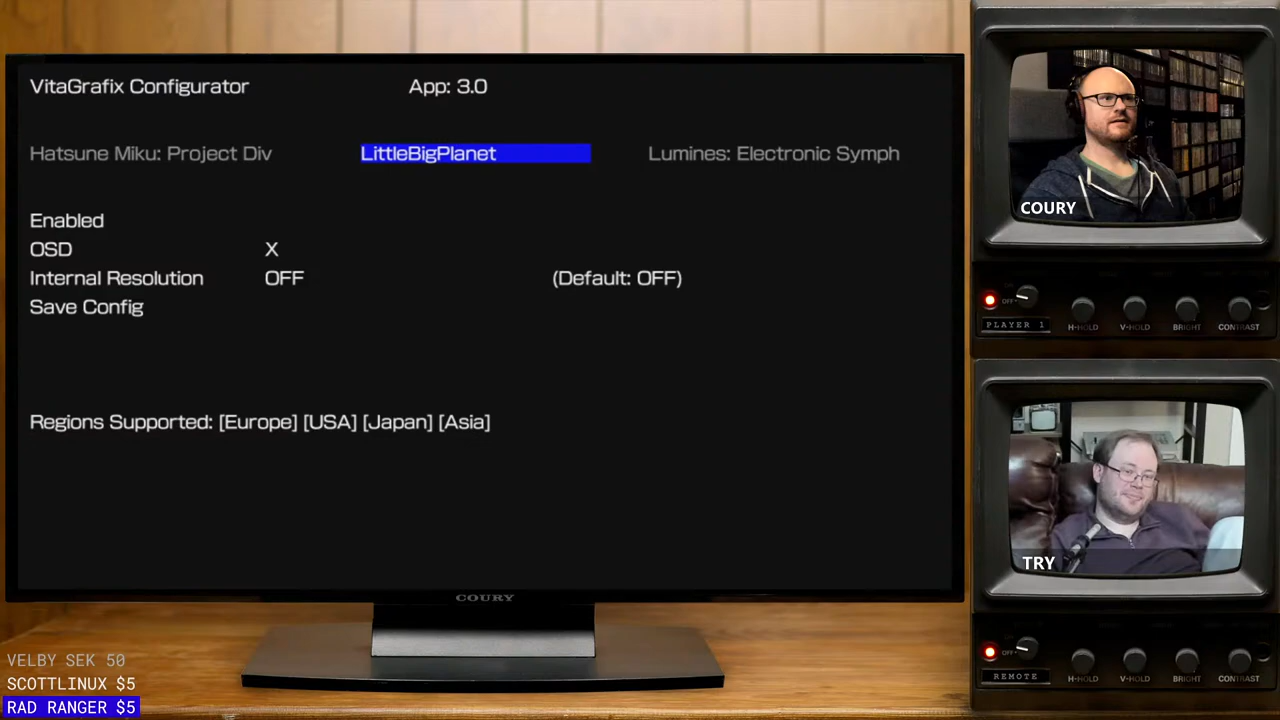 VitaGrafix Configurator App: 3.0
Hatsune Miku: Project Div LittleBigPlanet Lumines: Electronic Symph
Enabled
OSD X
Internal Resolution OFF (Default: OFF)
Save Config
Regions Supported: [Europe] [USA] [Japan] [Asia]
COURY
VELBY SEK 50
SCOTTLINUX $5
RAD RANGER $5
COURY
OFF
PLAYER 1
H-HOLD V-HOLD BRIGHT CONTRAST
TRY
OFF
REMOTE
H-HOLD V-HOLD BRIGHT CONTRAST